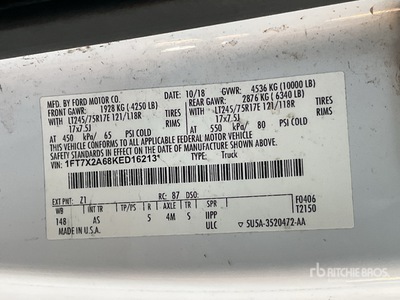 MFD. BY FORD MOTOR CO. 10/18 GVWR: 4536 KG (10000 LB)
FRONT GAWR: 1928 KG (4250 LB) REAR GAWR: 2876 KG (6340 LB)
WITH LT245/75R17E 121/118R TIRES WITH LT245/75R17E 121/118R TIRES
17x7.5J RIMS 17x7.5J RIMS
AT 450 kPa/ 65 PSI COLD AT 550 kPa/ 80 PSI COLD
THIS VEHICLE CONFORMS TO ALL APPLICABLE FEDERAL MOTOR VEHICLE
SAFETY STANDARDS IN EFFECT ON THE DATE OF MANUFACTURE SHOWN ABOVE.
VIN: 1FT7X2A68KED16213* TYPE: Truck
EXT PNT: Z1 RC: 87 DSO: F0406
WB INT TR TP/PS R AXLE TR SPR T2150
148 AS 5 4M S IIPP
MADE IN U.S.A. ULC ▽ 5U5A-3520472-AA
rb RITCHIE BROS.